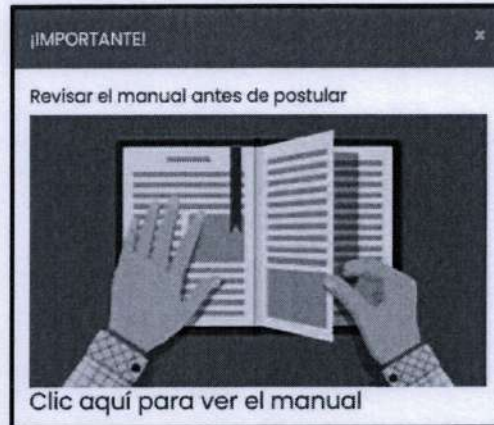 ¡IMPORTANTE!
×
Revisar el manual antes de postular
Clic aquí para ver el manual